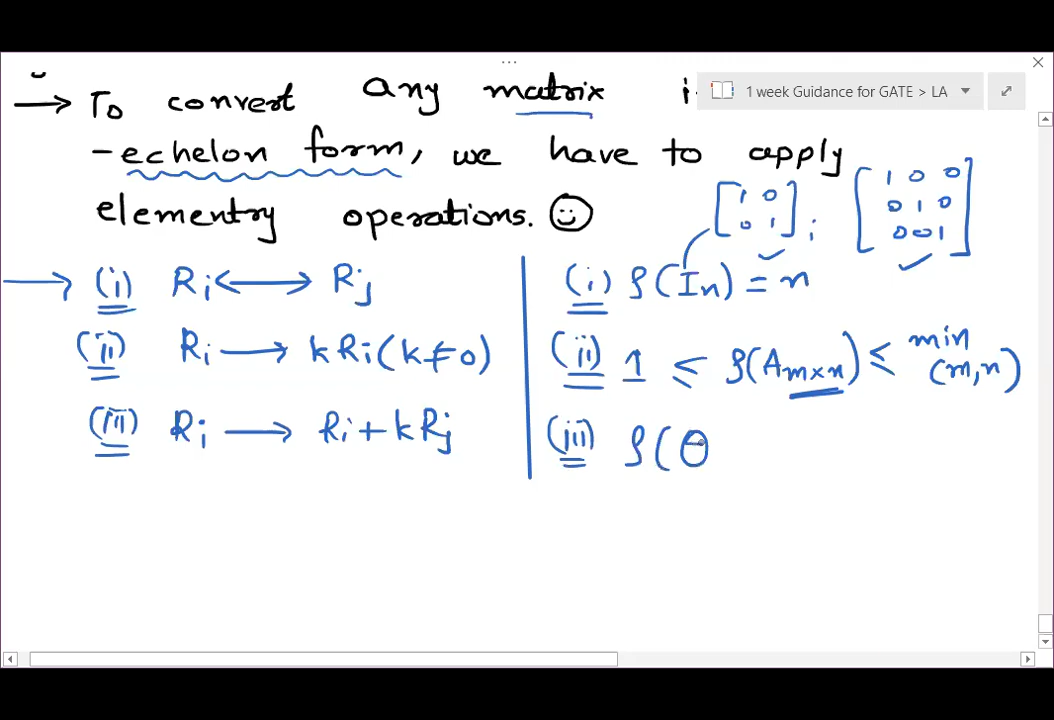 → To convert any matrix i
1 week Guidance for GATE > LA
- echelon form, we have to apply
elementry operations. ☺
[1 0
0 1] ;
[1 0 0
0 1 0
0 0 1]
→ (i) Ri ↔ Rj
(ii) Ri → kRi (k≠0)
(iii) Ri → Ri + kRj
(i) ρ(In) = n
(ii) 1 ≤ ρ(Am×n) ≤ min (m,n)
(iii) ρ(θ